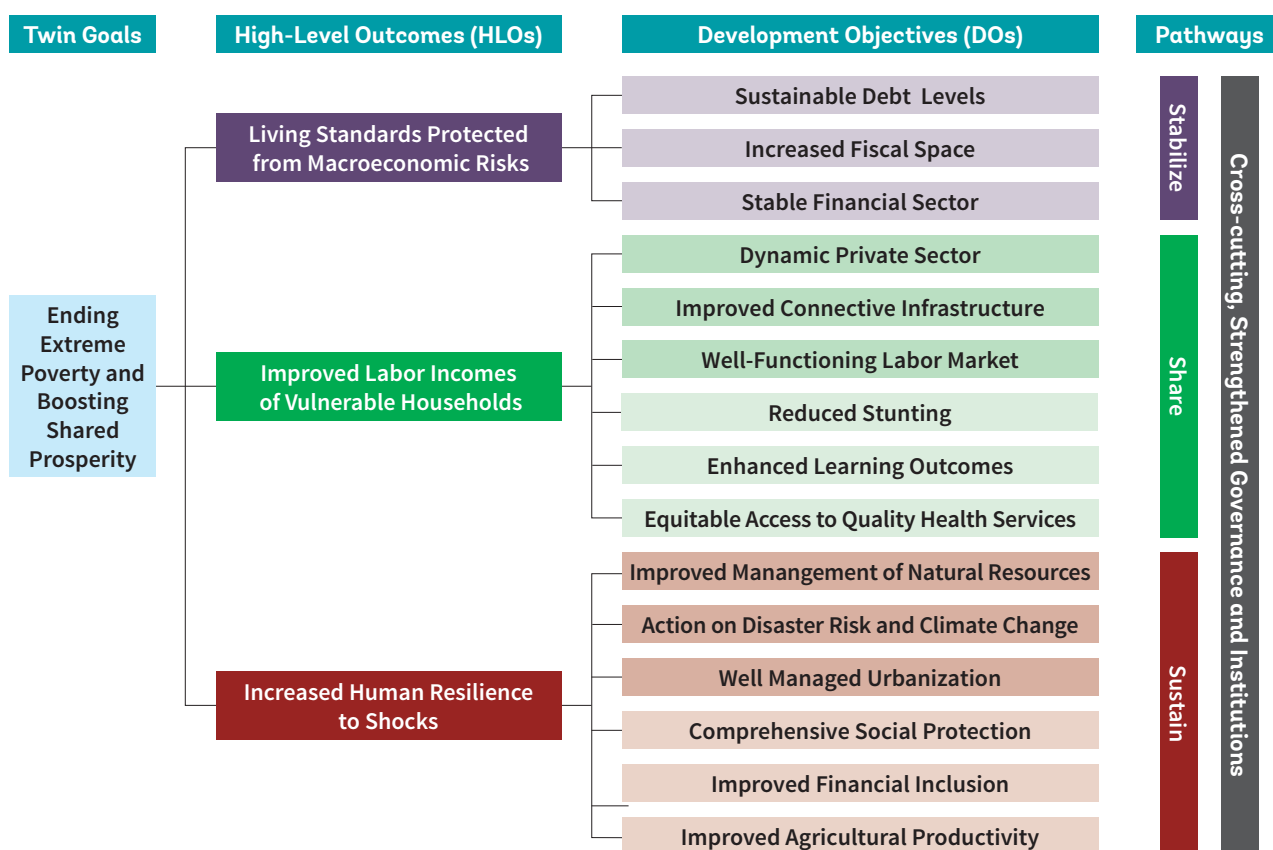 Twin Goals
High-Level Outcomes (HLOs)
Development Objectives (DOs)
Pathways
Ending
Extreme
Poverty and
Boosting
Shared
Prosperity
Living Standards Protected
from Macroeconomic Risks
Sustainable Debt Levels
Increased Fiscal Space
Stable Financial Sector
Stabilize
Improved Labor Incomes
of Vulnerable Households
Dynamic Private Sector
Improved Connective Infrastructure
Well-Functioning Labor Market
Reduced Stunting
Enhanced Learning Outcomes
Equitable Access to Quality Health Services
Share
Increased Human Resilience
to Shocks
Improved Manangement of Natural Resources
Action on Disaster Risk and Climate Change
Well Managed Urbanization
Comprehensive Social Protection
Improved Financial Inclusion
Improved Agricultural Productivity
Sustain
Cross-cutting, Strengthened Governance and Institutions